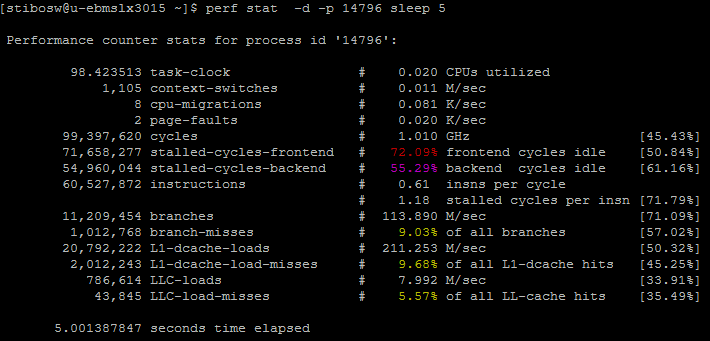 [stibosw@u-ebmslx3015 ~]$ perf stat  -d -p 14796 sleep 5
Performance counter stats for process id '14796':
98.423513 task-clock # 0.020 CPUs utilized
1,105 context-switches # 0.011 M/sec
8 cpu-migrations # 0.081 K/sec
2 page-faults # 0.020 K/sec
99,397,620 cycles # 1.010 GHz [45.43%]
71,658,277 stalled-cycles-frontend # 72.09% frontend cycles idle [50.84%]
54,960,044 stalled-cycles-backend # 55.29% backend  cycles idle [61.16%]
60,527,872 instructions # 0.61 insns per cycle
# 1.18 stalled cycles per insn [71.79%]
11,209,454 branches # 113.890 M/sec [71.09%]
1,012,768 branch-misses # 9.03% of all branches [57.02%]
20,792,222 L1-dcache-loads # 211.253 M/sec [50.32%]
2,012,243 L1-dcache-load-misses # 9.68% of all L1-dcache hits [45.25%]
786,614 LLC-loads # 7.992 M/sec [33.91%]
43,845 LLC-load-misses # 5.57% of all LL-cache hits [35.49%]
5.001387847 seconds time elapsed